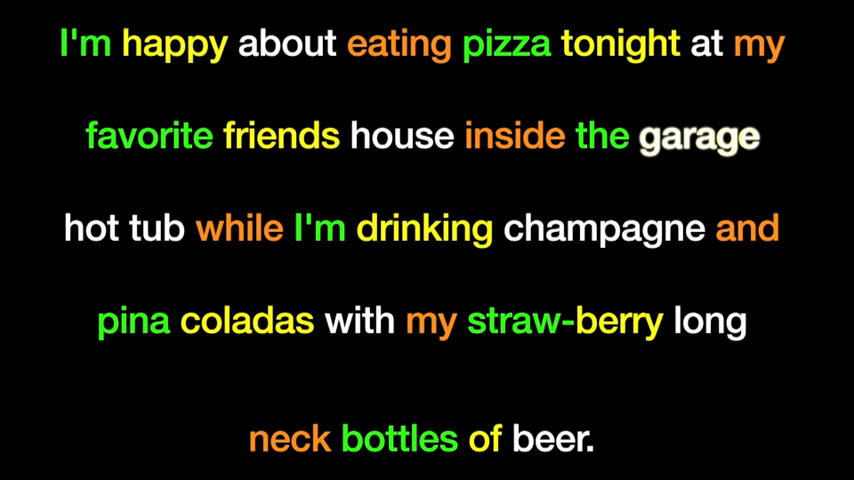 I'm happy about eating pizza tonight at my
favorite friends house inside the garage
hot tub while I'm drinking champagne and
pina coladas with my straw-berry long
neck bottles of beer.